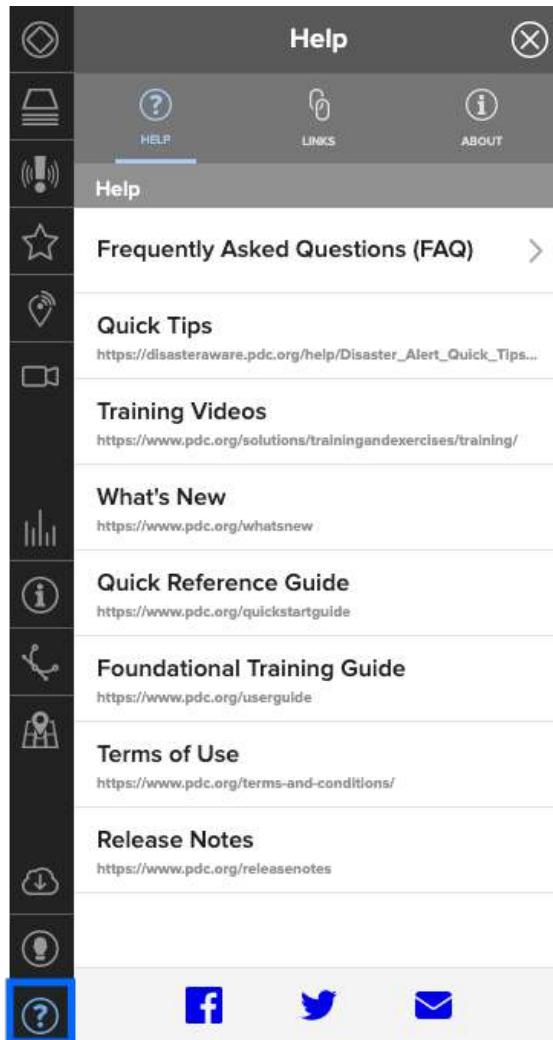 Help
HELP
LINKS
ABOUT
Help
Frequently Asked Questions (FAQ)
Quick Tips
https://disasteraware.pdc.org/help/Disaster_Alert_Quick_Tips...
Training Videos
https://www.pdc.org/solutions/trainingandexercises/training/
What's New
https://www.pdc.org/whatsnew
Quick Reference Guide
https://www.pdc.org/quickstartguide
Foundational Training Guide
https://www.pdc.org/userguide
Terms of Use
https://www.pdc.org/terms-and-conditions/
Release Notes
https://www.pdc.org/releasenotes